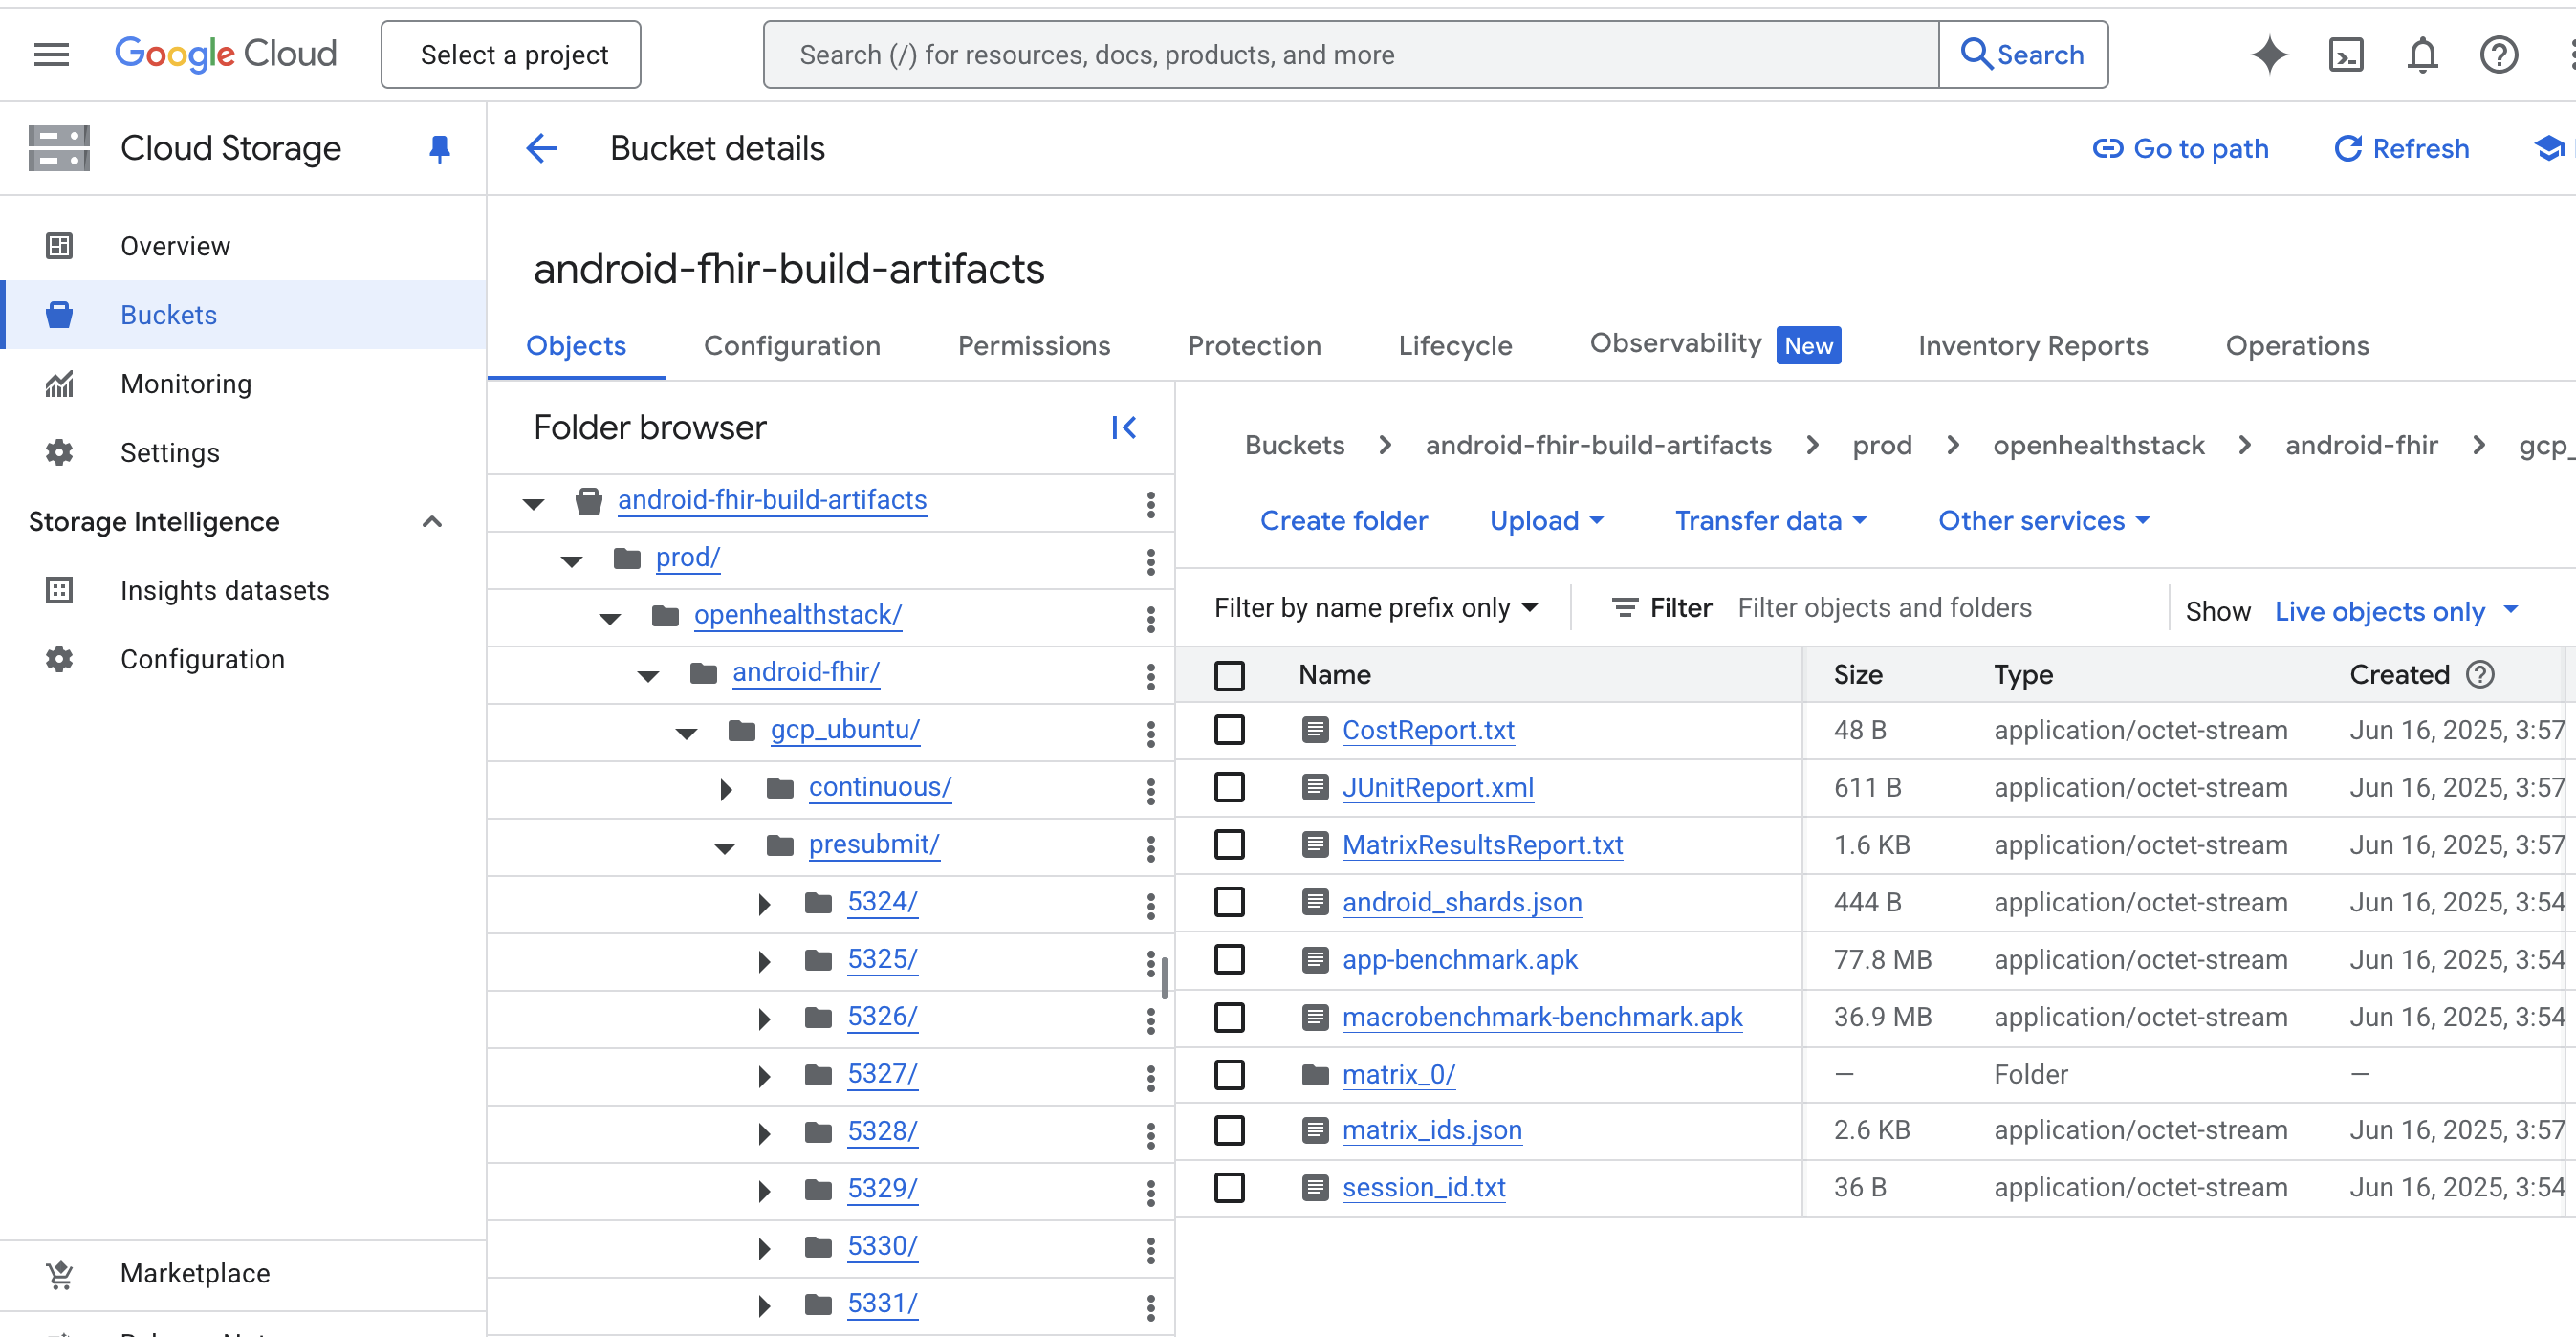 Google Cloud
Select a project
Search (/) for resources, docs, products, and more
Search
Cloud Storage
Bucket details
Go to path
Refresh
Overview
Buckets
Monitoring
Settings
Storage Intelligence
Insights datasets
Configuration
Marketplace
android-fhir-build-artifacts
Objects
Configuration
Permissions
Protection
Lifecycle
Observability New
Inventory Reports
Operations
Folder browser
android-fhir-build-artifacts
prod/
openhealthstack/
android-fhir/
gcp_ubuntu/
continuous/
presubmit/
5324/
5325/
5326/
5327/
5328/
5329/
5330/
5331/
Buckets > android-fhir-build-artifacts > prod > openhealthstack > android-fhir > gcp_
Create folder Upload Transfer data Other services
Filter by name prefix only Filter Filter objects and folders Show Live objects only
Name Size Type Created
CostReport.txt 48 B application/octet-stream Jun 16, 2025, 3:57
JUnitReport.xml 611 B application/octet-stream Jun 16, 2025, 3:57
MatrixResultsReport.txt 1.6 KB application/octet-stream Jun 16, 2025, 3:57
android_shards.json 444 B application/octet-stream Jun 16, 2025, 3:54
app-benchmark.apk 77.8 MB application/octet-stream Jun 16, 2025, 3:54
macrobenchmark-benchmark.apk 36.9 MB application/octet-stream Jun 16, 2025, 3:54
matrix_0/ — Folder —
matrix_ids.json 2.6 KB application/octet-stream Jun 16, 2025, 3:57
session_id.txt 36 B application/octet-stream Jun 16, 2025, 3:54